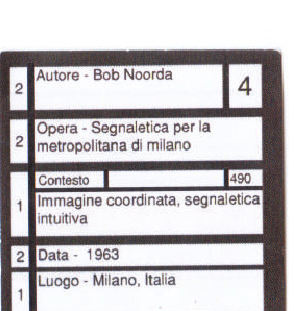 2 Autore - Bob Noorda 4
2 Opera - Segnaletica per la
metropolitana di milano
Contesto 490
1 Immagine coordinata, segnaletica
intuitiva
2 Data - 1963
1 Luogo - Milano, Italia